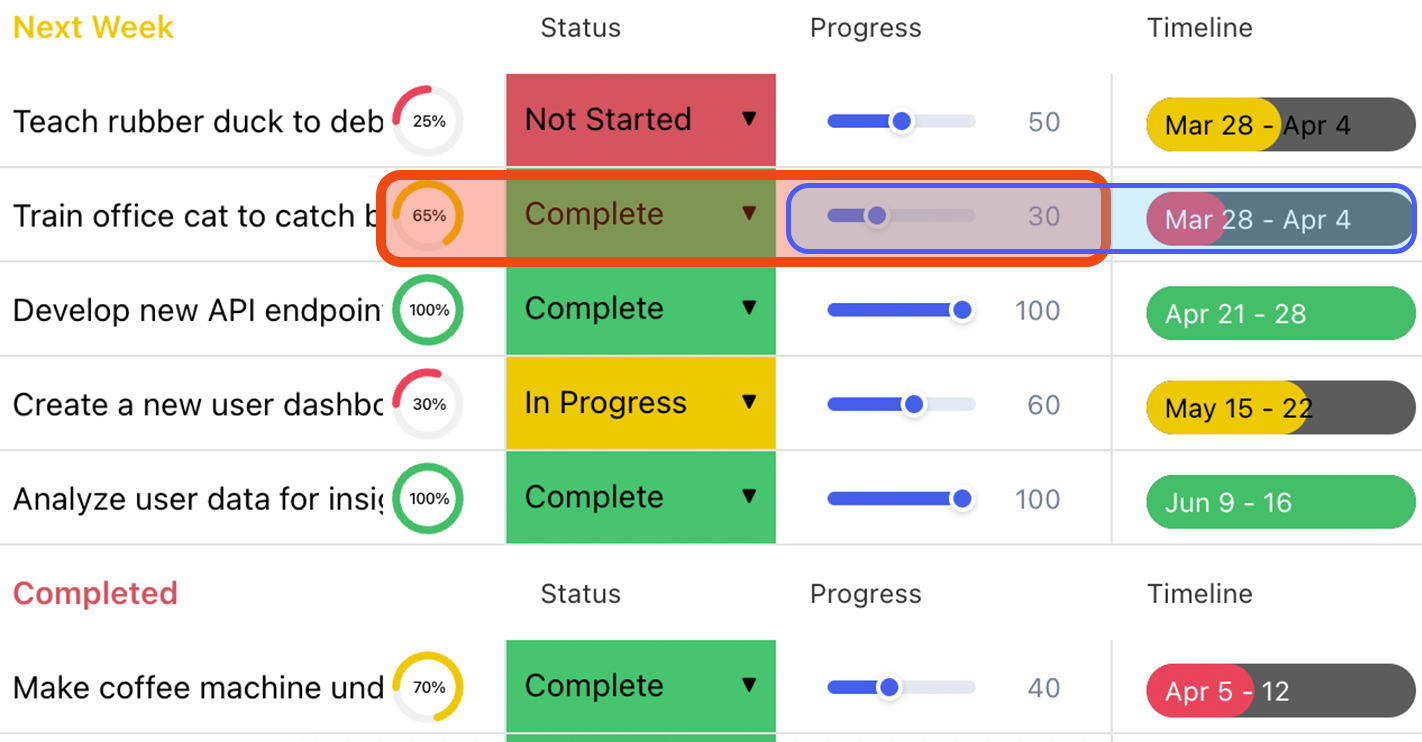 Next Week Status Progress Timeline
Teach rubber duck to deb 25% Not Started ▼ 50 Mar 28 - Apr 4
Train office cat to catch b 65% Complete ▼ 30 Mar 28 - Apr 4
Develop new API endpoin 100% Complete ▼ 100 Apr 21 - 28
Create a new user dashbo 30% In Progress ▼ 60 May 15 - 22
Analyze user data for insig 100% Complete ▼ 100 Jun 9 - 16
Completed Status Progress Timeline
Make coffee machine und 70% Complete ▼ 40 Apr 5 - 12